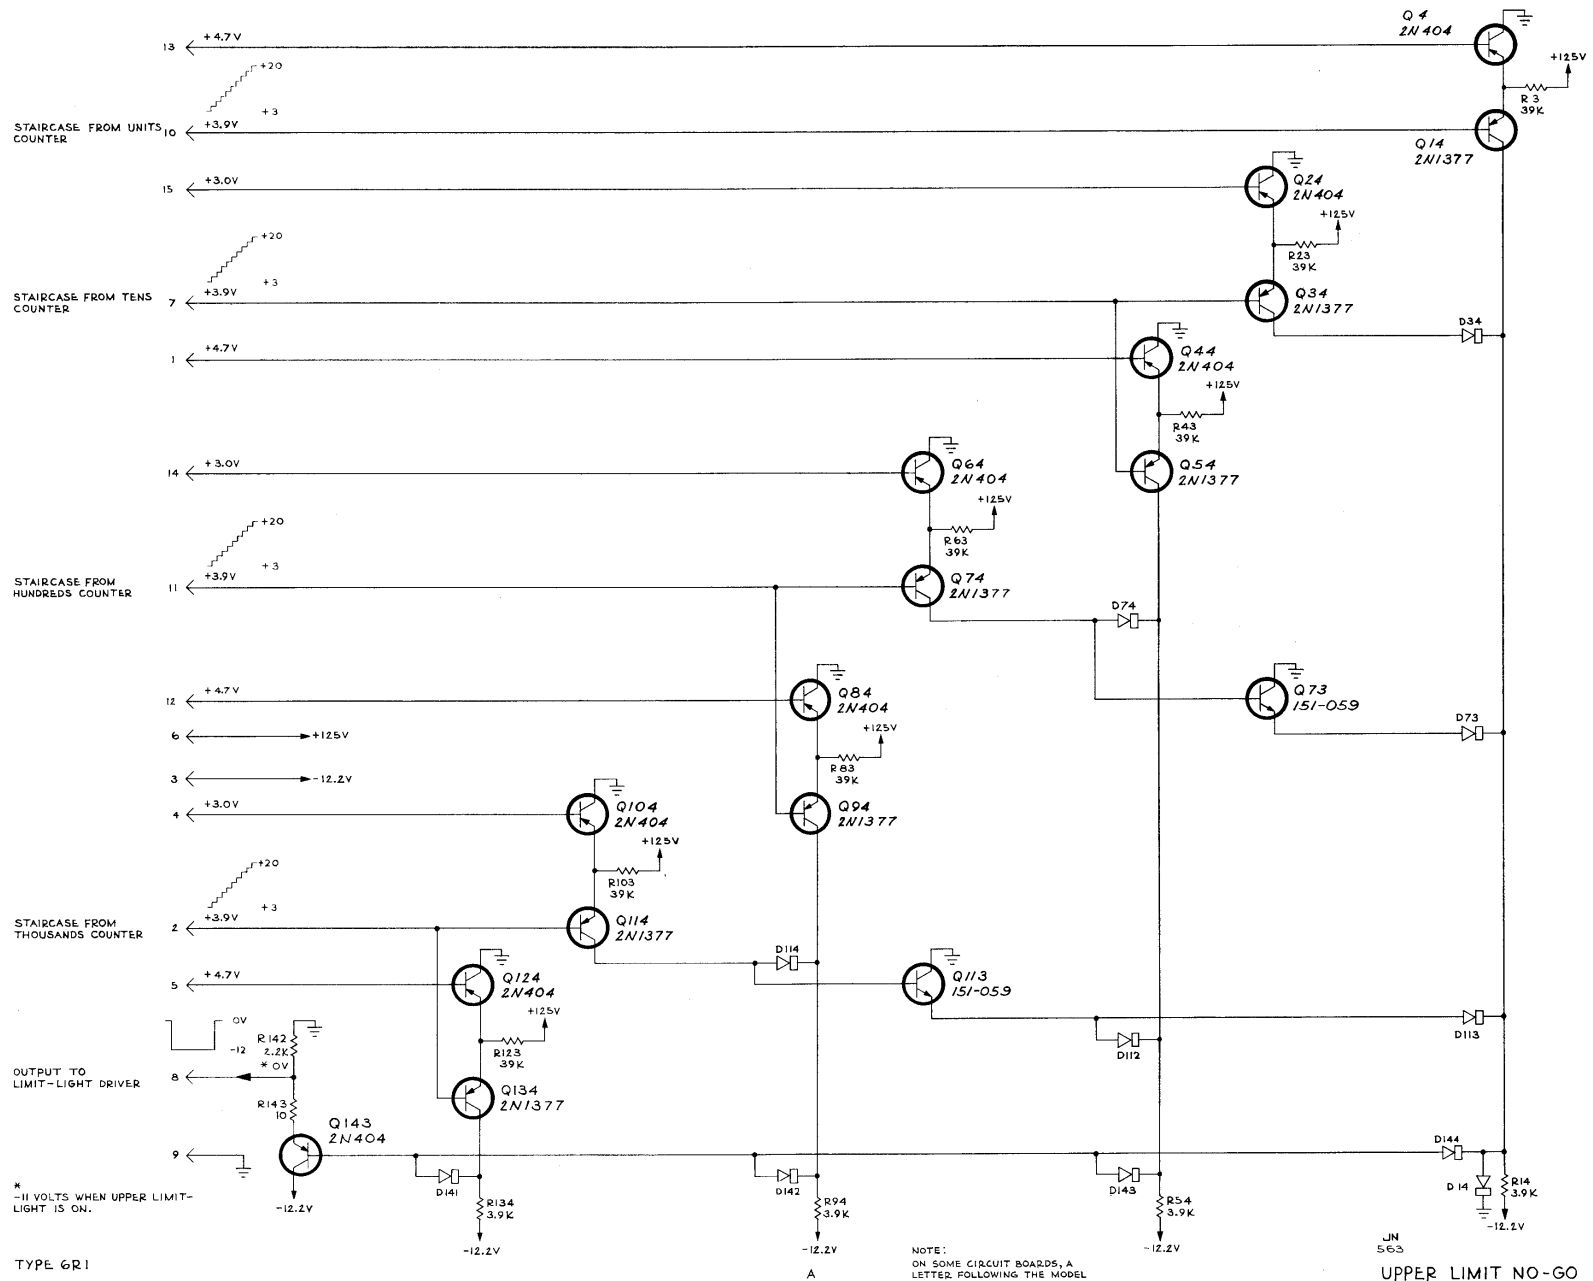 Q4
2N404
13 +4.7V
+125V
+20
R3
39K
+3
STAIRCASE FROM UNITS
COUNTER
10 +3.9V
Q14
2N1377
15 +3.0V
Q24
2N404
+125V
+20
R23
39K
+3
STAIRCASE FROM TENS
COUNTER
7 +3.9V
Q34
2N1377
D34
1 +4.7V
Q44
2N404
+125V
R43
39K
14 +3.0V
Q64
2N404
Q54
2N1377
+125V
+20
R63
39K
+3
STAIRCASE FROM
HUNDREDS COUNTER
11 +3.9V
Q74
2N1377
D74
12 +4.7V
Q84
2N404
Q73
151-059
D73
6 +125V
+125V
R83
39K
3 -12.2V
4 +3.0V
Q104
2N404
Q94
2N1377
+125V
+20
R103
39K
+3
STAIRCASE FROM
THOUSANDS COUNTER
2 +3.9V
Q114
2N1377
D114
5 +4.7V
Q124
2N404
Q113
151-059
+125V
0V
-12
R142
2.2K
R123
39K
D112
D113
* 0V
OUTPUT TO
LIMIT-LIGHT DRIVER
8
R143
10
Q134
2N1377
Q143
2N404
9
D144
D141
D142
D143
D14
R14
3.9K
*
-11 VOLTS WHEN UPPER LIMIT-
LIGHT IS ON.
-12.2V
R134
3.9K
R94
3.9K
R54
3.9K
-12.2V
-12.2V
-12.2V
-12.2V
TYPE 6R1
A
NOTE:
ON SOME CIRCUIT BOARDS, A
LETTER FOLLOWING THE MODEL
JN
563
UPPER LIMIT NO-GO